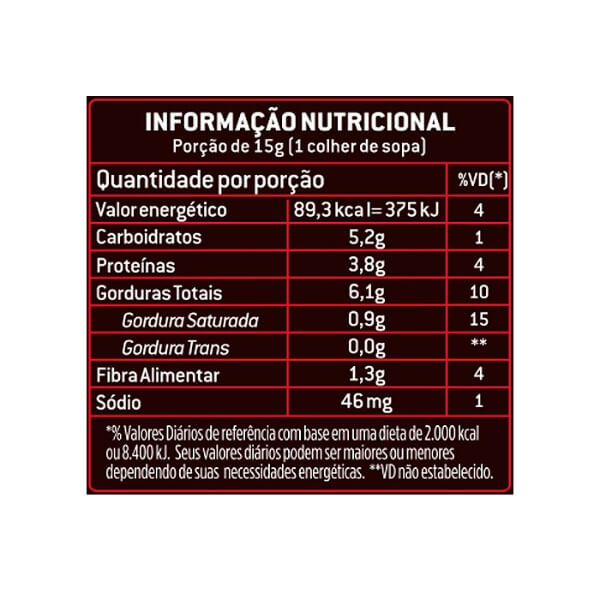 INFORMAÇÃO NUTRICIONAL
Porção de 15g (1 colher de sopa)
Quantidade por porção %VD(*)
Valor energético 89,3 kcal= 375 kJ 4
Carboidratos 5,2g 1
Proteínas 3,8g 4
Gorduras Totais 6,1g 10
Gordura Saturada 0,9g 15
Gordura Trans 0,0g **
Fibra Alimentar 1,3g 4
Sódio 46 mg 1
*% Valores Diários de referência com base em uma dieta de 2.000 kcal
ou 8.400 kJ. Seus valores diários podem ser maiores ou menores
dependendo de suas necessidades energéticas. **VD não estabelecido.